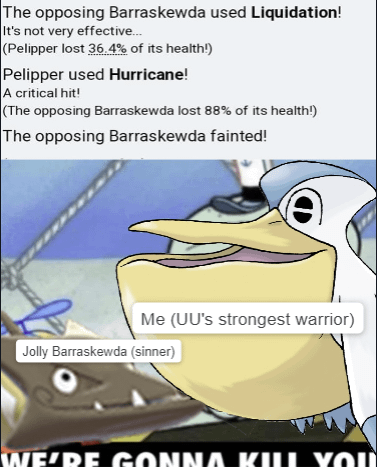 The opposing Barraskewda used Liquidation!
It's not very effective...
(Pelipper lost 36.4% of its health!)
Pelipper used Hurricane!
A critical hit!
(The opposing Barraskewda lost 88% of its health!)
The opposing Barraskewda fainted!
Me (UU's strongest warrior)
Jolly Barraskewda (sinner)
WE'RE GONNA KILL YOU